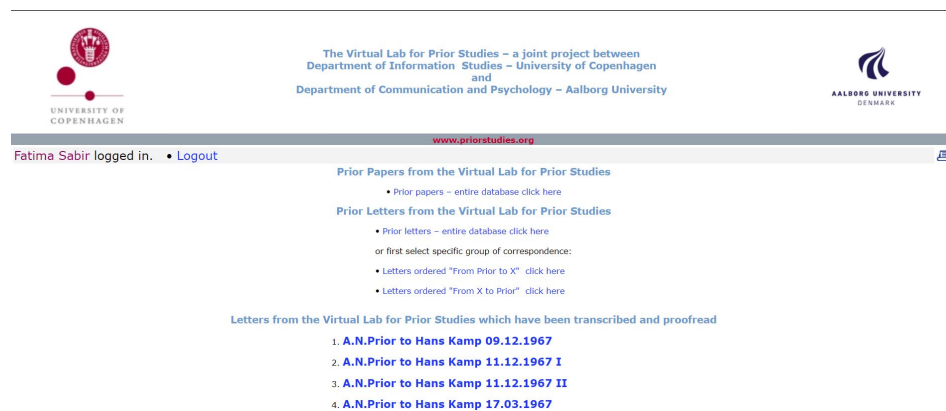 The Virtual Lab for Prior Studies – a joint project between
Department of Information Studies – University of Copenhagen
and
Department of Communication and Psychology – Aalborg University
UNIVERSITY OF
COPENHAGEN
AALBORG UNIVERSITY
DENMARK
www.priorstudies.org
Fatima Sabir logged in. • Logout
Prior Papers from the Virtual Lab for Prior Studies
• Prior papers – entire database click here
Prior Letters from the Virtual Lab for Prior Studies
• Prior letters – entire database click here
or first select specific group of correspondence:
• Letters ordered "From Prior to X" click here
• Letters ordered "From X to Prior" click here
Letters from the Virtual Lab for Prior Studies which have been transcribed and proofread
1. A.N.Prior to Hans Kamp 09.12.1967
2. A.N.Prior to Hans Kamp 11.12.1967 I
3. A.N.Prior to Hans Kamp 11.12.1967 II
4. A.N.Prior to Hans Kamp 17.03.1967